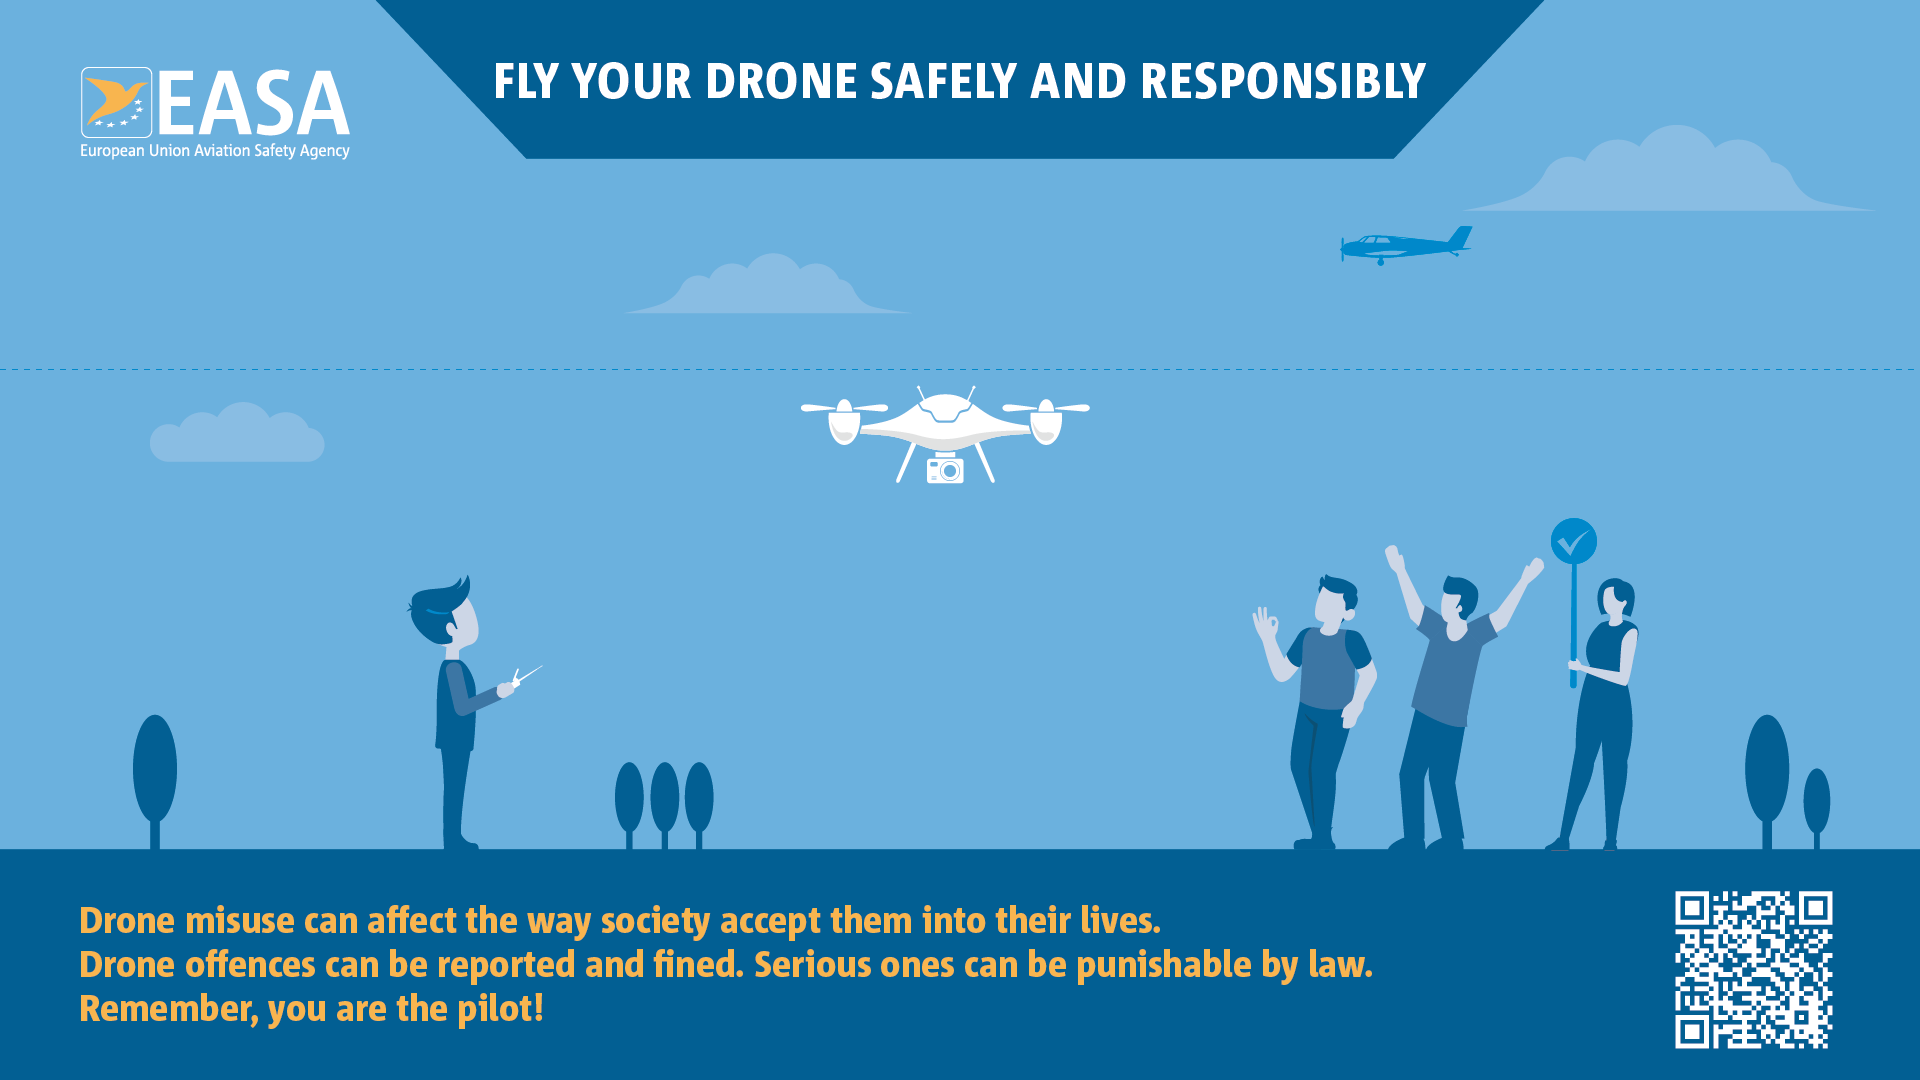 FLY YOUR DRONE SAFELY AND RESPONSIBLY
EASA
European Union Aviation Safety Agency
Drone misuse can affect the way society accept them into their lives.
Drone offences can be reported and fined. Serious ones can be punishable by law.
Remember, you are the pilot!